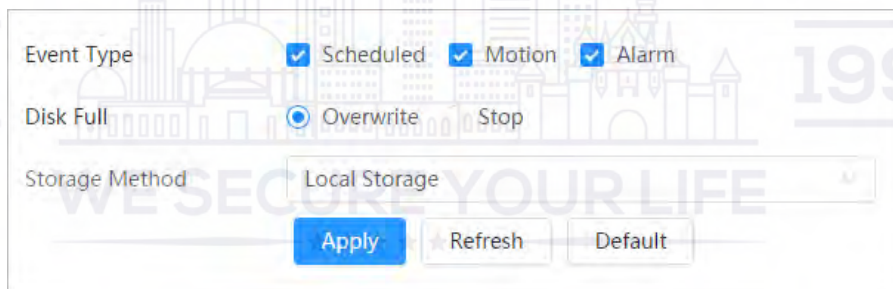 Event Type Scheduled Motion Alarm
199
Disk Full Overwrite Stop
Storage Method Local Storage
WE SECURE YOUR LIFE
Apply Refresh Default